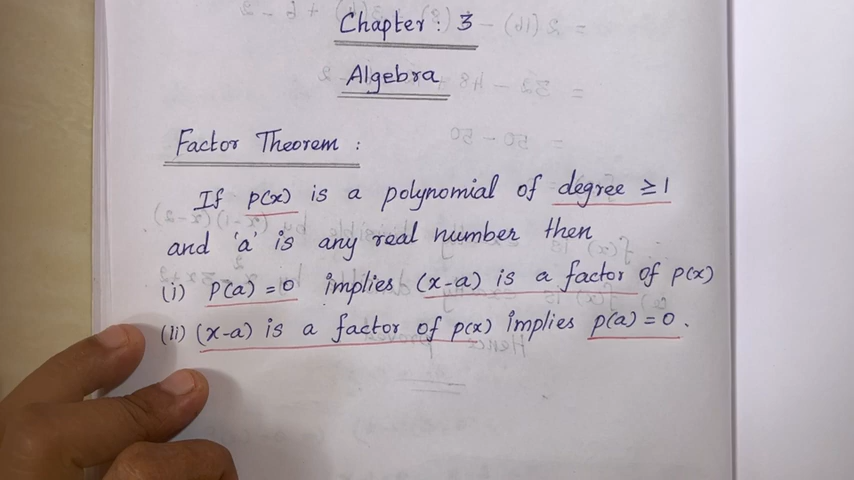 Chapter : 3
Algebra
Factor Theorem :
If p(x) is a polynomial of degree ≥ 1
and 'a' is any real number then
(i) p(a) = 0 implies (x-a) is a factor of p(x)
(ii) (x-a) is a factor of p(x) implies p(a) = 0.